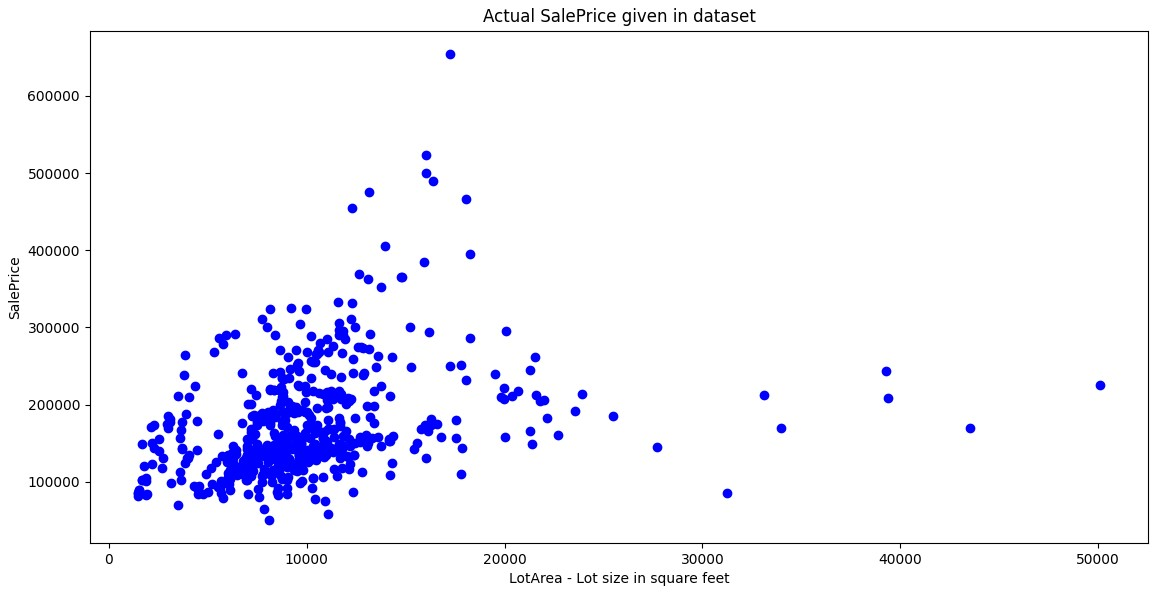 Actual SalePrice given in dataset
600000
500000
400000
300000
200000
100000
SalePrice
0 10000 20000 30000 40000 50000
LotArea - Lot size in square feet